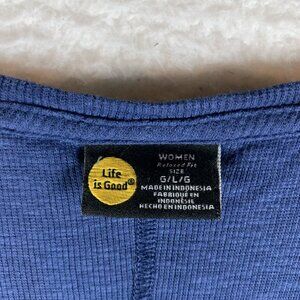 Life
is Good®
WOMEN
Relaxed Fit
SIZE
G/L/G
MADE IN INDONESIA
FABRIQUÉ EN
INDONÉSIE
HECHO EN INDONESIA